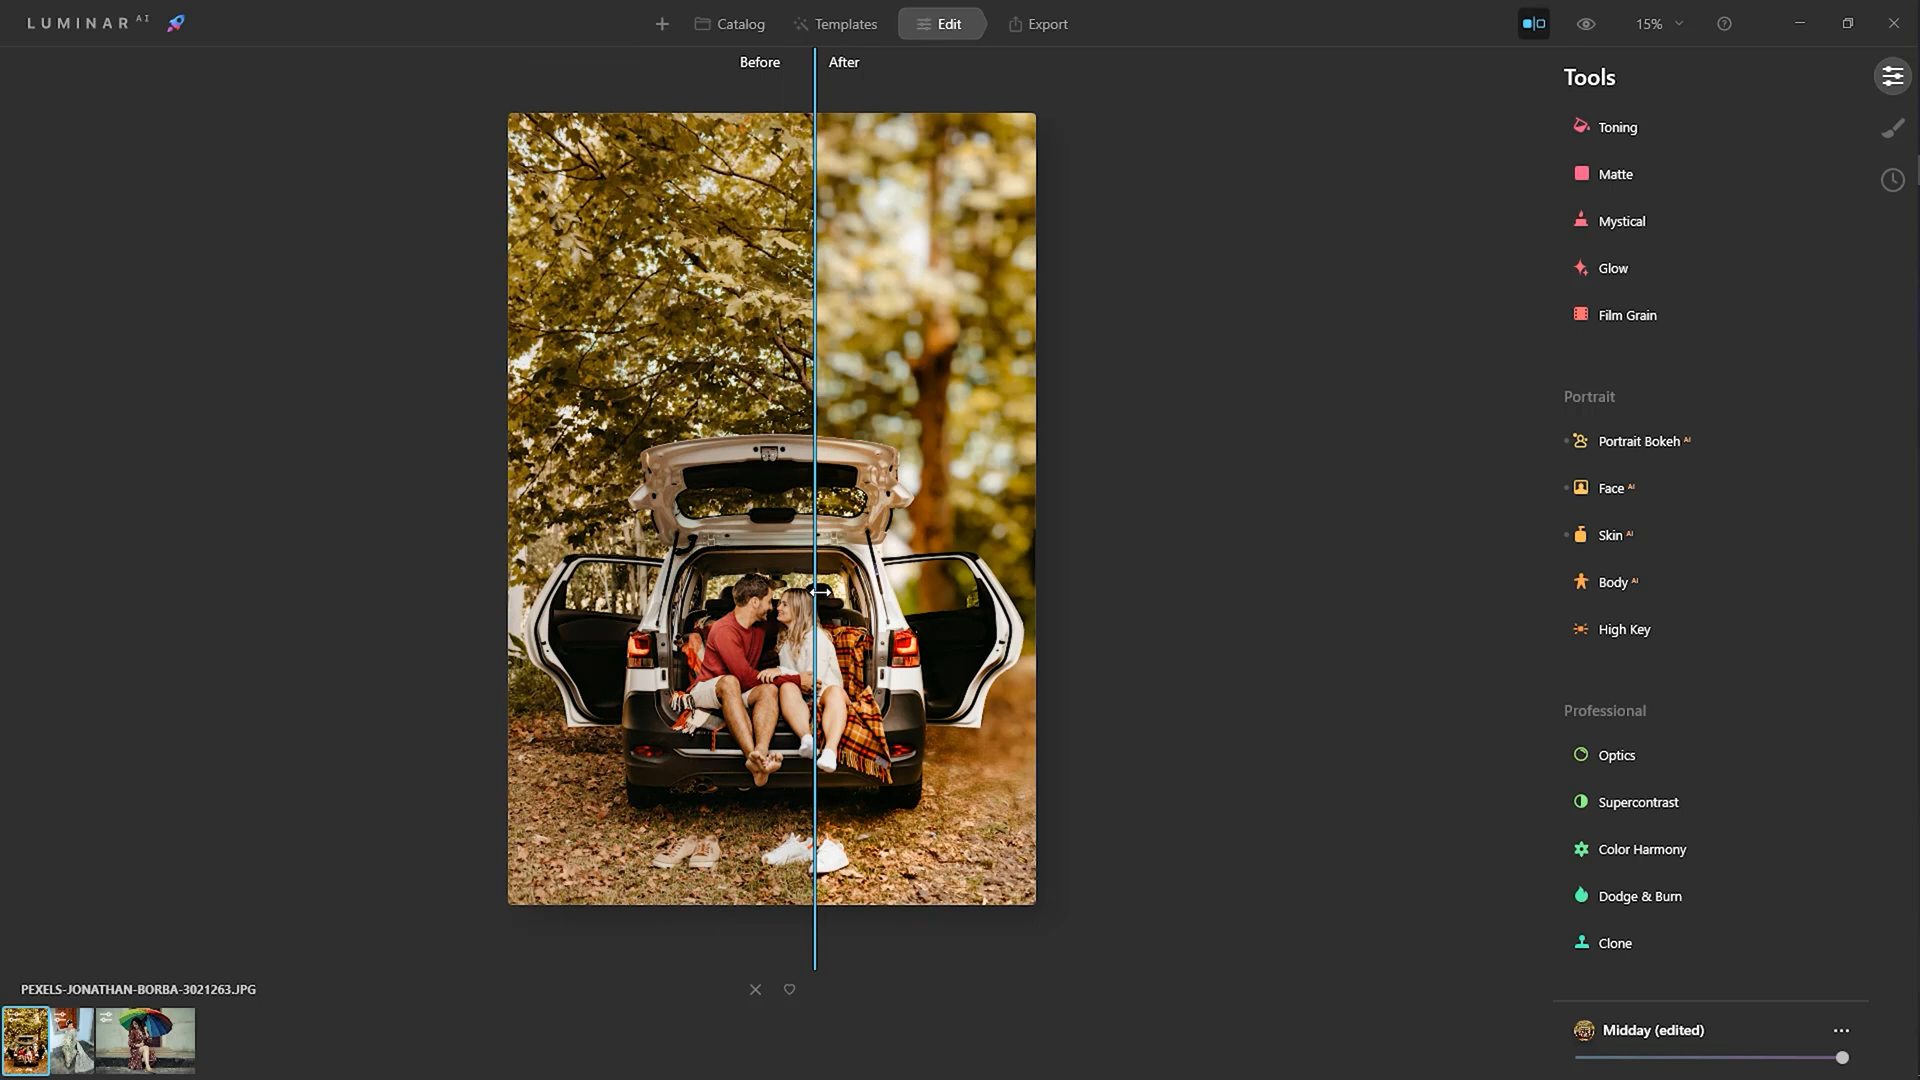 LUMINAR AI
Catalog
Templates
Edit
Export
15%
Before
After
Tools
Toning
Matte
Mystical
Glow
Film Grain
Portrait
Portrait Bokeh AI
Face AI
Skin AI
Body AI
High Key
Professional
Optics
Supercontrast
Color Harmony
Dodge & Burn
Clone
PEXELS-JONATHAN-BORBA-3021263.JPG
Midday (edited)